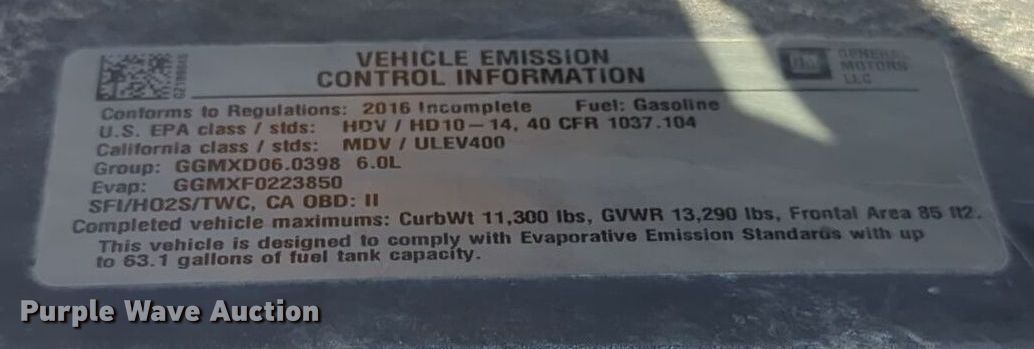 VEHICLE EMISSION
CONTROL INFORMATION
GENERAL
MOTORS
LLC
Conforms to Regulations: 2016 Incomplete Fuel: Gasoline
U.S. EPA class / stds: HDV / HD10-14, 40 CFR 1037.104
California class / stds: MDV / ULEV400
Group: GGMXD06.0398 6.0L
Evap: GGMXF0223850
SFI/HO2S/TWC, CA OBD: II
Completed vehicle maximums: CurbWt 11,300 lbs, GVWR 13,290 lbs, Frontal Area 85 ft2.
This vehicle is designed to comply with Evaporative Emission Standards with up
to 63.1 gallons of fuel tank capacity.
Purple Wave Auction